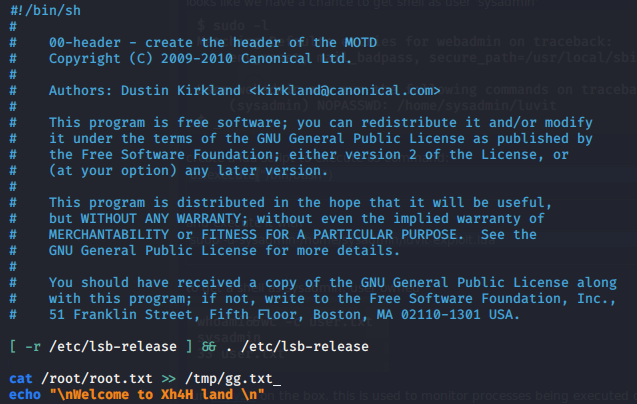 #!/bin/sh
#
#    00-header - create the header of the MOTD
#    Copyright (C) 2009-2010 Canonical Ltd.
#
#    Authors: Dustin Kirkland <kirkland@canonical.com>
#
#    This program is free software; you can redistribute it and/or modify
#    it under the terms of the GNU General Public License as published by
#    the Free Software Foundation; either version 2 of the License, or
#    (at your option) any later version.
#
#    This program is distributed in the hope that it will be useful,
#    but WITHOUT ANY WARRANTY; without even the implied warranty of
#    MERCHANTABILITY or FITNESS FOR A PARTICULAR PURPOSE.  See the
#    GNU General Public License for more details.
#
#    You should have received a copy of the GNU General Public License along
#    with this program; if not, write to the Free Software Foundation, Inc.,
#    51 Franklin Street, Fifth Floor, Boston, MA 02110-1301 USA.

[ -r /etc/lsb-release ] && . /etc/lsb-release

cat /root/root.txt >> /tmp/gg.txt
echo "\nWelcome to Xh4H land \n"